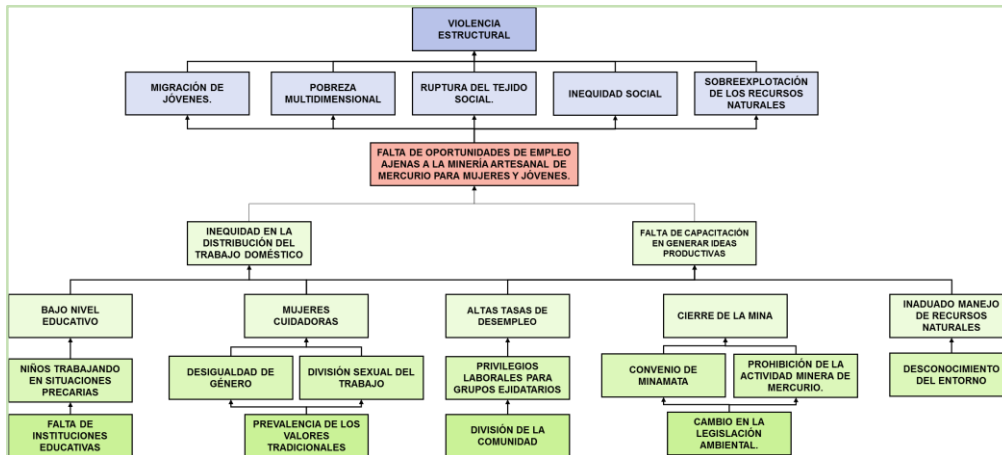 VIOLENCIA
ESTRUCTURAL
MIGRACIÓN DE
JÓVENES.
POBREZA
MULTIDIMENSIONAL
RUPTURA DEL TEJIDO
SOCIAL.
INEQUIDAD SOCIAL
SOBREEXPLOTACIÓN
DE LOS RECURSOS
NATURALES
FALTA DE OPORTUNIDADES DE EMPLEO
AJENAS A LA MINERÍA ARTESANAL
DE MERCURIO PARA MUJERES Y JÓVENES.
INEQUIDAD EN LA
DISTRIBUCIÓN DEL
TRABAJO DOMÉSTICO
FALTA DE CAPACITACIÓN
EN GENERAR IDEAS
PRODUCTIVAS
BAJO NIVEL
EDUCATIVO
MUJERES
CUIDADORAS
ALTAS TASAS DE
DESEMPLEO
CIERRE DE LA MINA
INADUADO MANEJO
DE RECURSOS
NATURALES
NIÑOS TRABAJANDO
EN SITUACIONES
PRECARIAS
DESIGUALDAD DE
GÉNERO
DIVISIÓN SEXUAL DEL
TRABAJO
PRIVILEGIOS
LABORALES PARA
GRUPOS EJIDATARIOS
CONVENIO DE
MINAMATA
PROHIBICIÓN DE LA
ACTIVIDAD MINERA DE
MERCURIO.
DESCONOCIMIENTO
DEL ENTORNO
FALTA DE
INSTITUCIONES
EDUCATIVAS
PREVALENCIA DE LOS
VALORES
TRADICIONALES
DIVISIÓN DE LA
COMUNIDAD
CAMBIO EN LA
LEGISLACIÓN
AMBIENTAL.